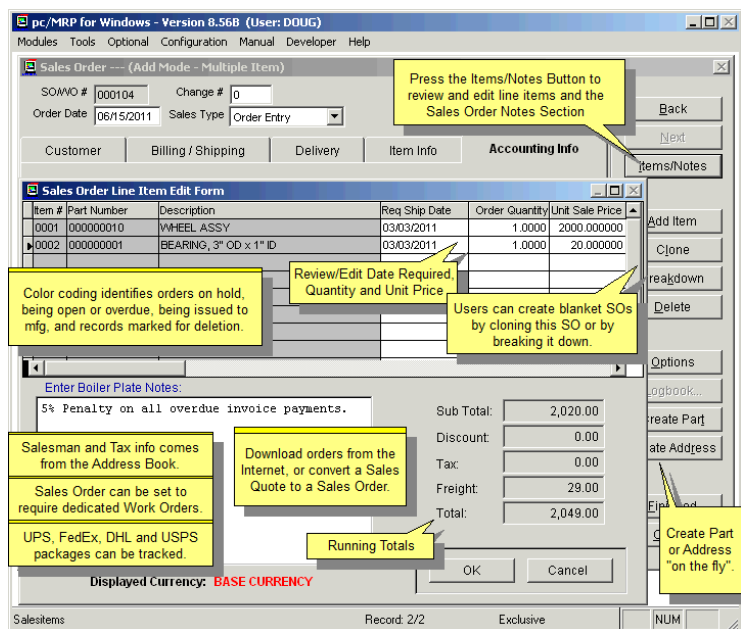 pc/MRP for Windows - Version 8.56B (User: DOUG)
Modules Tools Optional Configuration Manual Developer Help
Sales Order --- (Add Mode - Multiple Item)
SO/WO # 000104 Change # 0
Order Date 06/15/2011 Sales Type Order Entry
Press the Items/Notes Button to
review and edit line items and the
Sales Order Notes Section
Back
Next
Items/Notes
Customer Billing / Shipping Delivery Item Info Accounting Info
Sales Order Line Item Edit Form
Item # Part Number Description Req Ship Date Order Quantity Unit Sale Price
0001 000000010 WHEEL ASSY 03/03/2011 1.0000 2000.000000
0002 000000001 BEARING, 3" OD x 1" ID 03/03/2011 1.0000 20.000000
Add Item
Clone
reakdown
Delete
Color coding identifies orders on hold,
being open or overdue, being issued to
mfg, and records marked for deletion.
Review/Edit Date Required,
Quantity and Unit Price
Users can create blanket SOs
by cloning this SO or by
breaking it down.
Options
Logbook...
reate Part
ate Address
Enter Boiler Plate Notes:
5% Penalty on all overdue invoice payments.
Sub Total: 2,020.00
Discount: 0.00
Tax: 0.00
Freight: 29.00
Total: 2,049.00
Salesman and Tax info comes
from the Address Book.
Sales Order can be set to
require dedicated Work Orders.
UPS, FedEx, DHL and USPS
packages can be tracked.
Download orders from the
Internet, or convert a Sales
Quote to a Sales Order.
Running Totals
Create Part
or Address
"on the fly".
OK Cancel
Displayed Currency: BASE CURRENCY
Salesitems Record: 2/2 Exclusive NUM